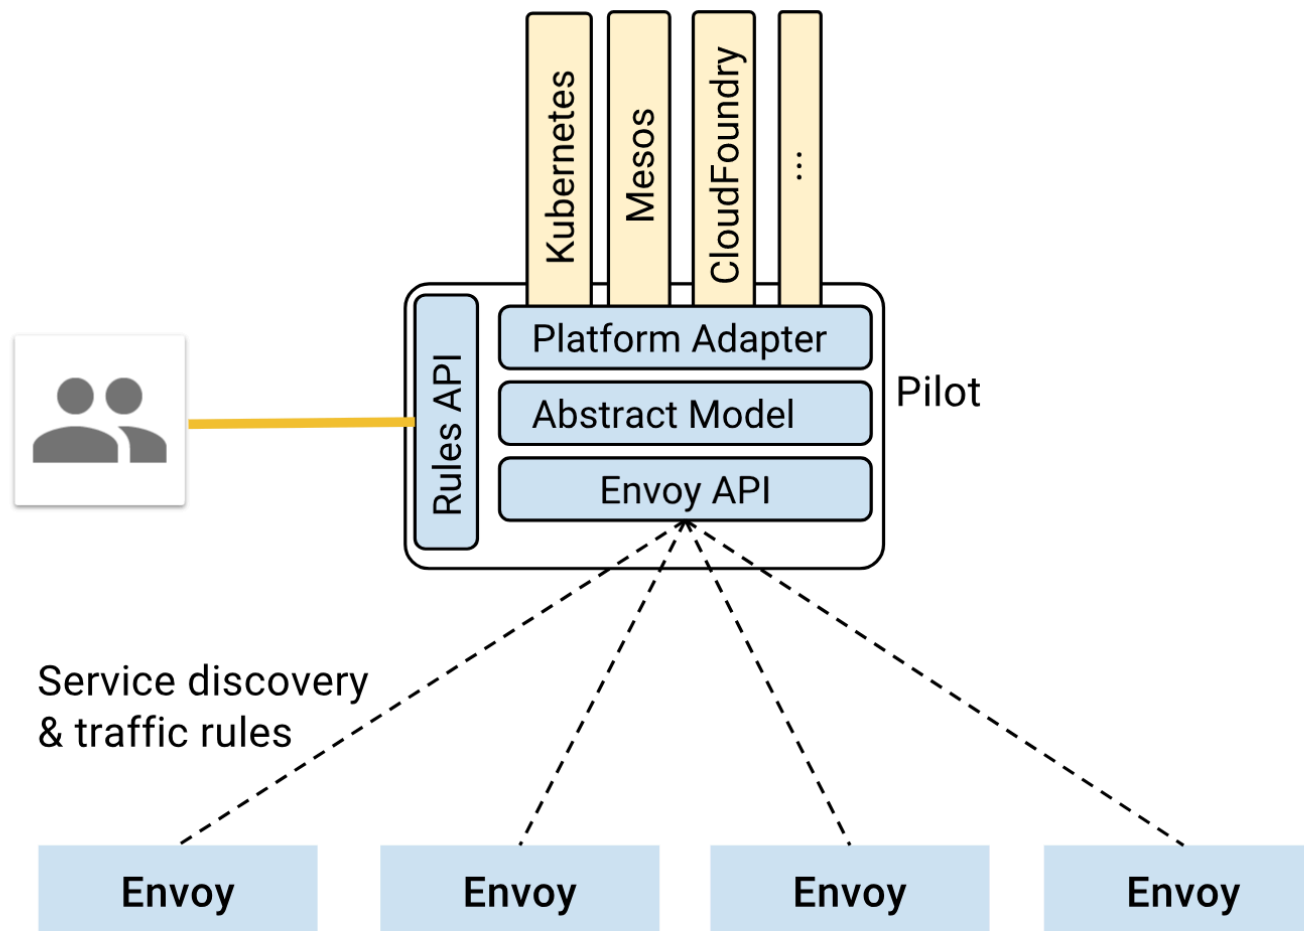 Kubernetes
Mesos
CloudFoundry
...
Rules API
Platform Adapter
Abstract Model
Envoy API
Pilot
Service discovery
& traffic rules
Envoy
Envoy
Envoy
Envoy